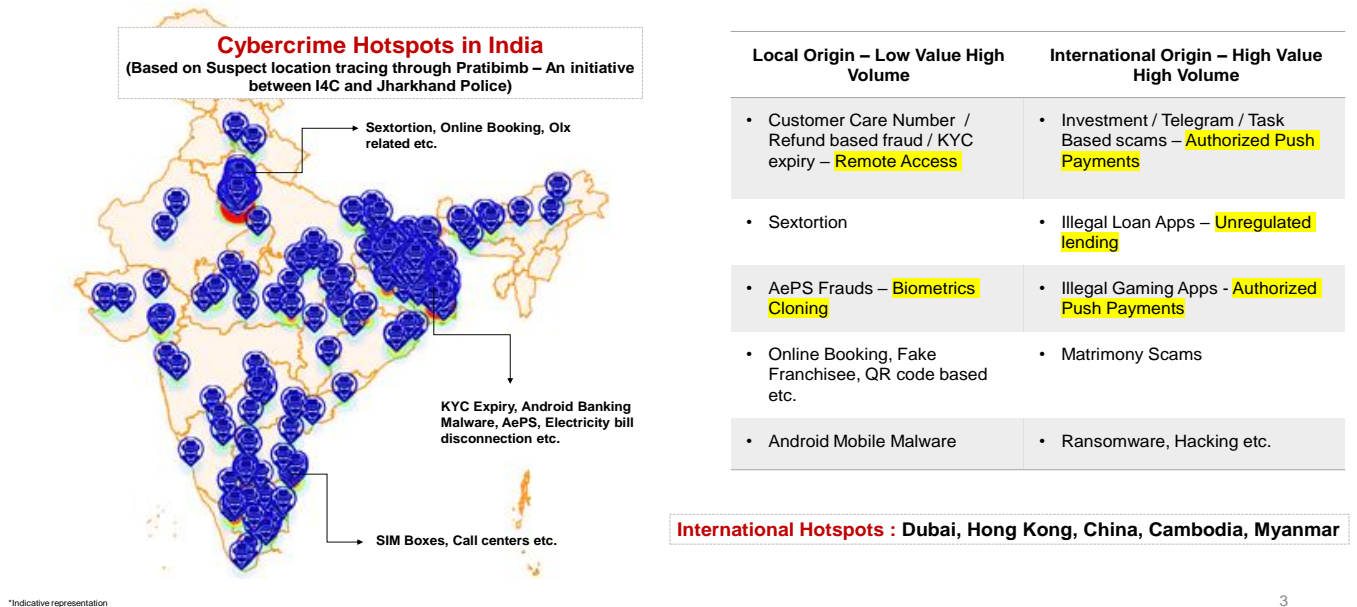 Cybercrime Hotspots in India
(Based on Suspect location tracing through Pratibimb – An initiative
between I4C and Jharkhand Police)
Sextortion, Online Booking, Olx
related etc.
KYC Expiry, Android Banking
Malware, AePS, Electricity bill
disconnection etc.
SIM Boxes, Call centers etc.
*Indicative representation
Local Origin – Low Value High
Volume
International Origin – High Value
High Volume
• Customer Care Number /
Refund based fraud / KYC
expiry – Remote Access
• Investment / Telegram / Task
Based scams – Authorized Push
Payments
• Sextortion
• Illegal Loan Apps – Unregulated
lending
• AePS Frauds – Biometrics
Cloning
• Illegal Gaming Apps - Authorized
Push Payments
• Online Booking, Fake
Franchisee, QR code based
etc.
• Matrimony Scams
• Android Mobile Malware
• Ransomware, Hacking etc.
International Hotspots : Dubai, Hong Kong, China, Cambodia, Myanmar
3